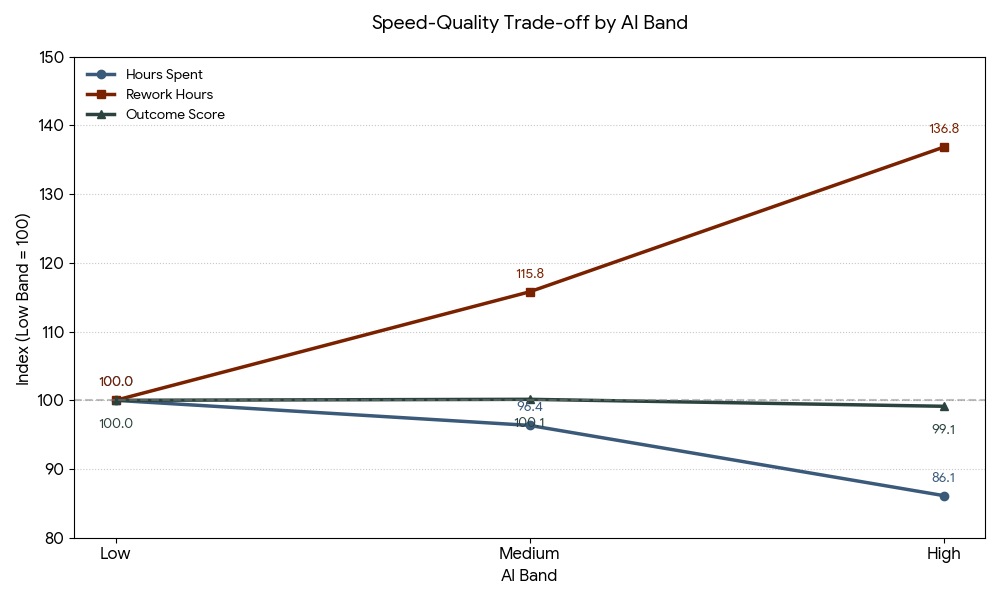 Speed-Quality Trade-off by AI Band
150
Hours Spent
Rework Hours
Outcome Score
140
136.8
130
120
115.8
110
100.0
100
96.4
100.1
100.0
99.1
90
86.1
80
Low
Medium
High
AI Band
Index (Low Band = 100)